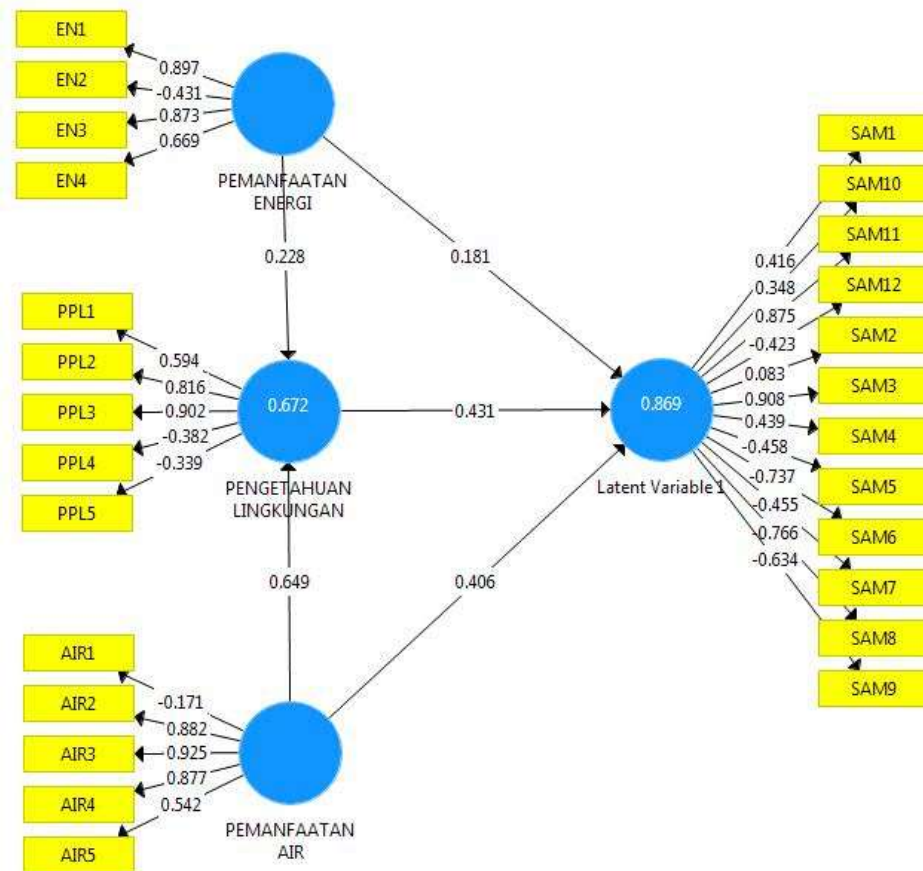 EN1
EN2
EN3
EN4
0.897
-0.431
0.873
0.669
PEMANFAATAN
ENERGI
0.228
0.181
PPL1
PPL2
PPL3
PPL4
PPL5
0.594
0.816
0.902
-0.382
-0.339
0.672
PENGETAHUAN
LINGKUNGAN
0.431
0.869
Latent Variable 1
0.649
0.406
AIR1
AIR2
AIR3
AIR4
AIR5
-0.171
0.882
0.925
0.877
0.542
PEMANFAATAN
AIR
0.416
0.348
0.875
-0.423
0.083
0.908
0.439
-0.458
-0.737
-0.455
-0.766
-0.634
SAM1
SAM10
SAM11
SAM12
SAM2
SAM3
SAM4
SAM5
SAM6
SAM7
SAM8
SAM9